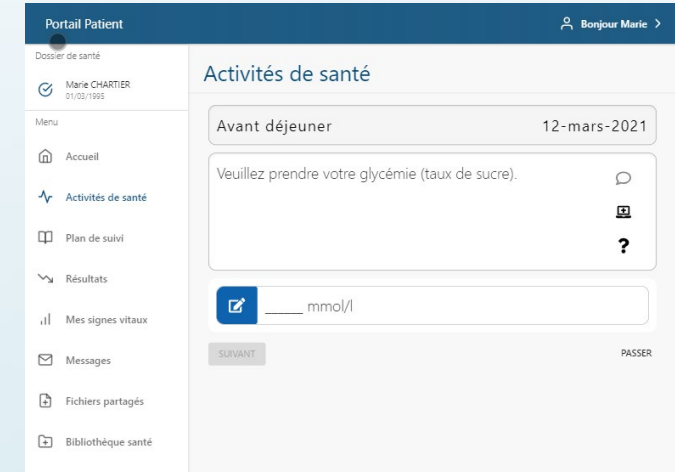 Portail Patient
Bonjour Marie
Dossier de santé
Marie CHARTIER
01/03/1995
Menu
Accueil
Activités de santé
Plan de suivi
Résultats
Mes signes vitaux
Messages
Fichiers partagés
Bibliothéque santé
Activités de santé
Avant déjeuner 12-mars-2021
Veuillez prendre votre glycémie (taux de sucre).
?
______ mmol/l
SUIVANT PASSER